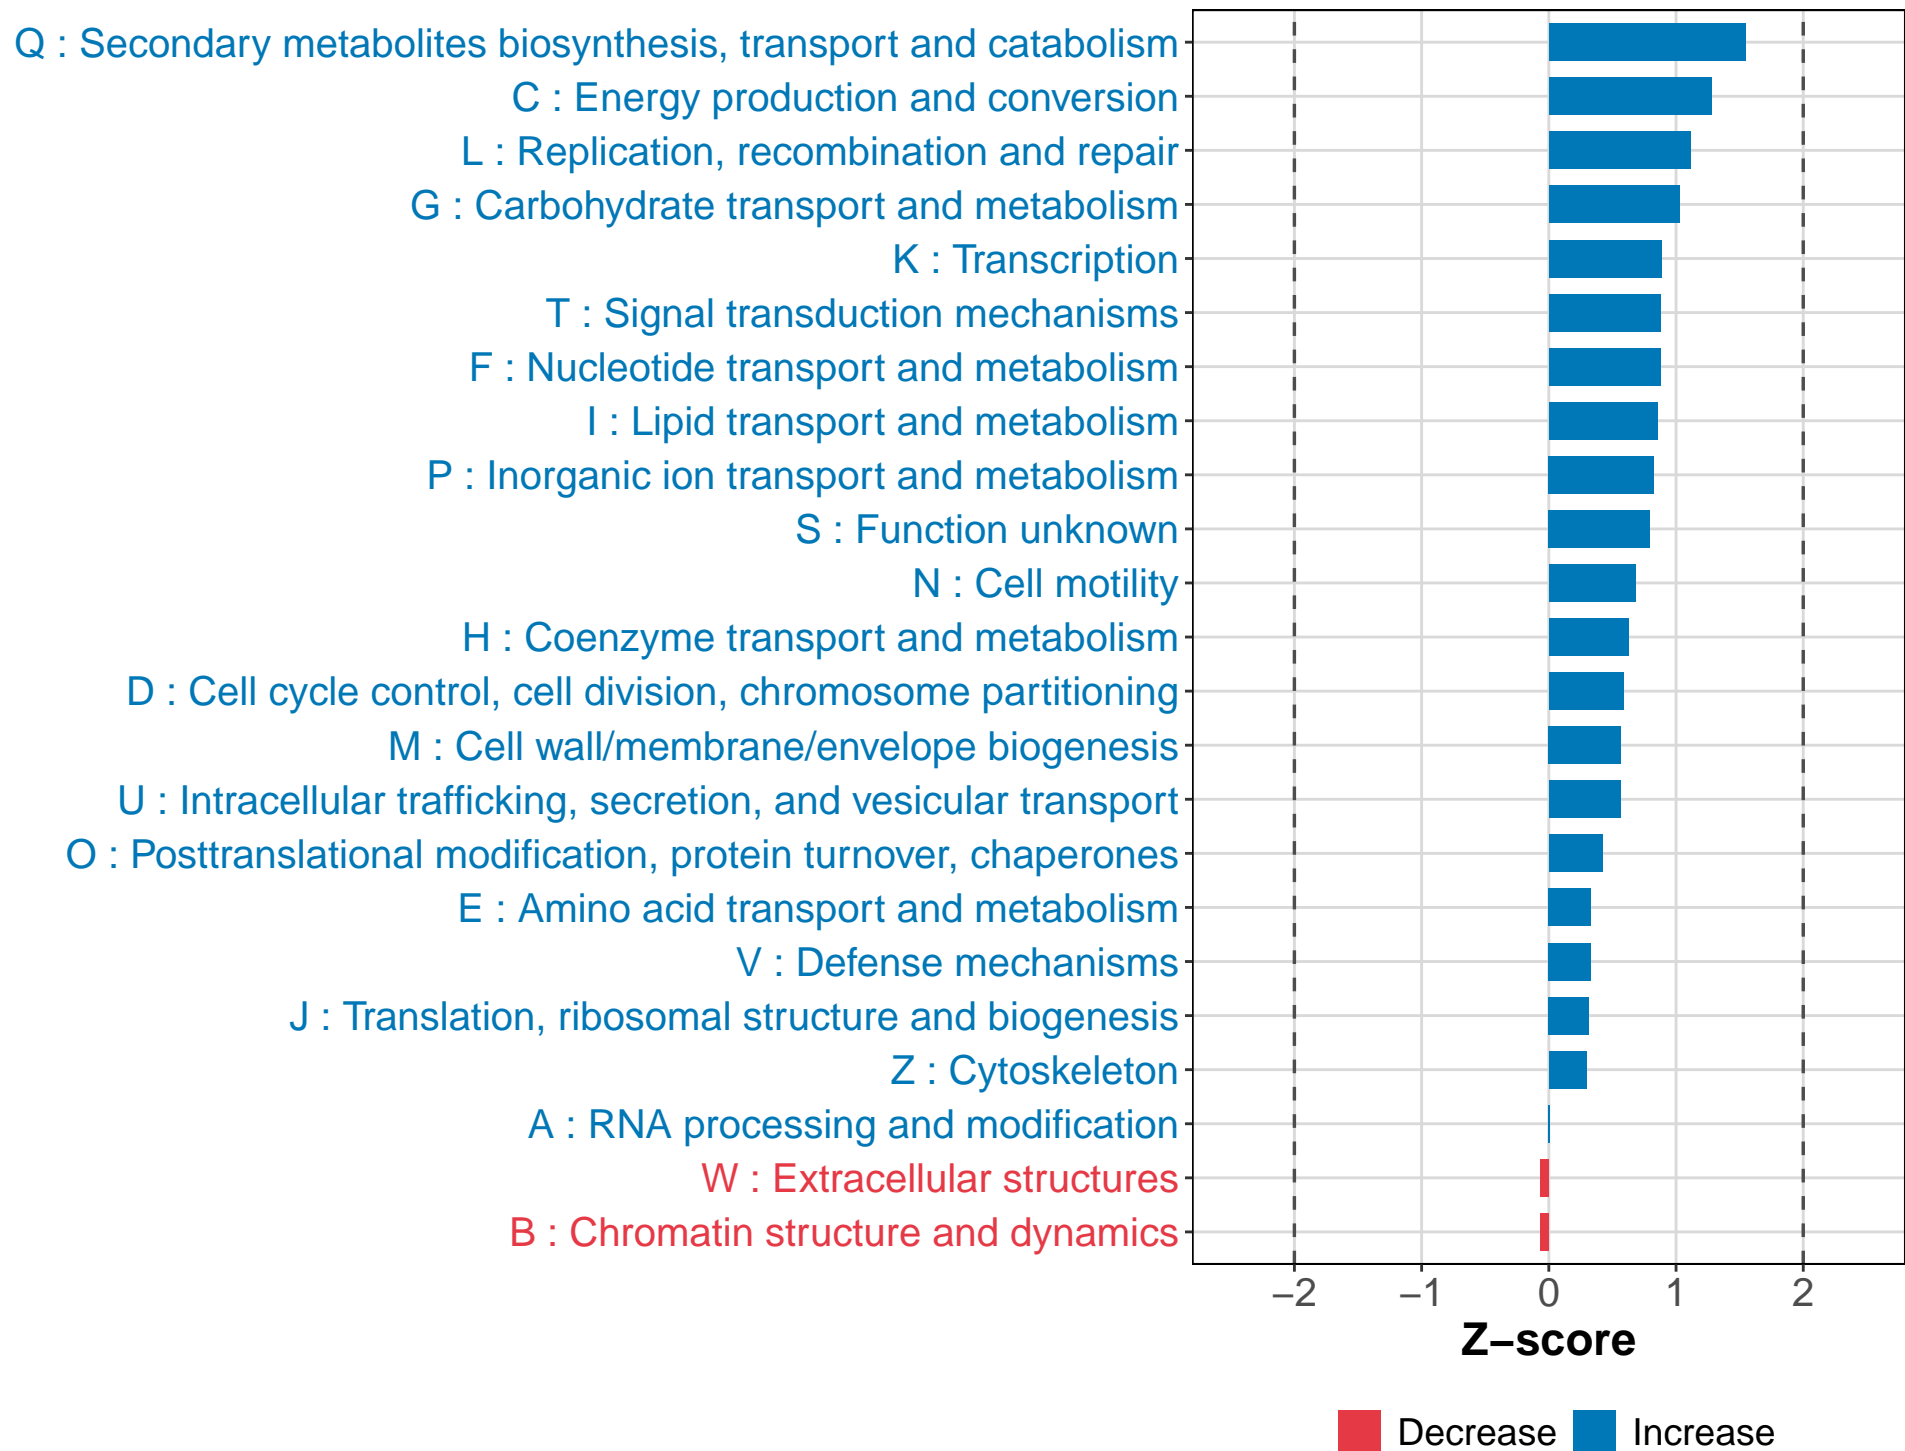 Q : Secondary metabolites biosynthesis, transport and catabolism
C : Energy production and conversion
L : Replication, recombination and repair
G : Carbohydrate transport and metabolism
K : Transcription
T : Signal transduction mechanisms
F : Nucleotide transport and metabolism
I : Lipid transport and metabolism
P : Inorganic ion transport and metabolism
S : Function unknown
N : Cell motility
H : Coenzyme transport and metabolism
D : Cell cycle control, cell division, chromosome partitioning
M : Cell wall/membrane/envelope biogenesis
U : Intracellular trafficking, secretion, and vesicular transport
O : Posttranslational modification, protein turnover, chaperones
E : Amino acid transport and metabolism
V : Defense mechanisms
J : Translation, ribosomal structure and biogenesis
Z : Cytoskeleton
A : RNA processing and modification
W : Extracellular structures
B : Chromatin structure and dynamics
−2 −1 0 1 2
Z−score
Decrease Increase